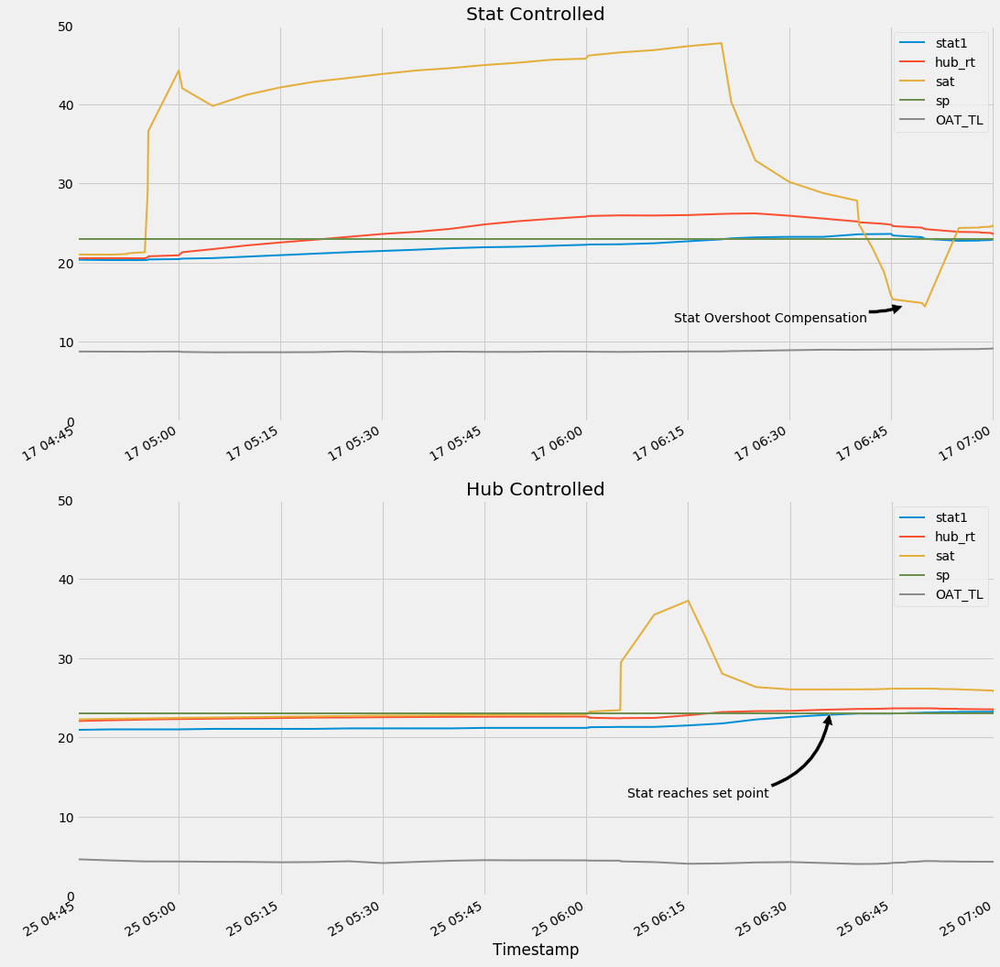 Stat Controlled
50
40
30
20
10
0
stat1
hub_rt
sat
sp
OAT_TL
Stat Overshoot Compensation
17 04:45
17 05:00
17 05:15
17 05:30
17 05:45
17 06:00
17 06:15
17 06:30
17 06:45
17 07:00
Hub Controlled
50
40
30
20
10
0
stat1
hub_rt
sat
sp
OAT_TL
Stat reaches set point
25 04:45
25 05:00
25 05:15
25 05:30
25 05:45
25 06:00
25 06:15
25 06:30
25 06:45
25 07:00
Timestamp